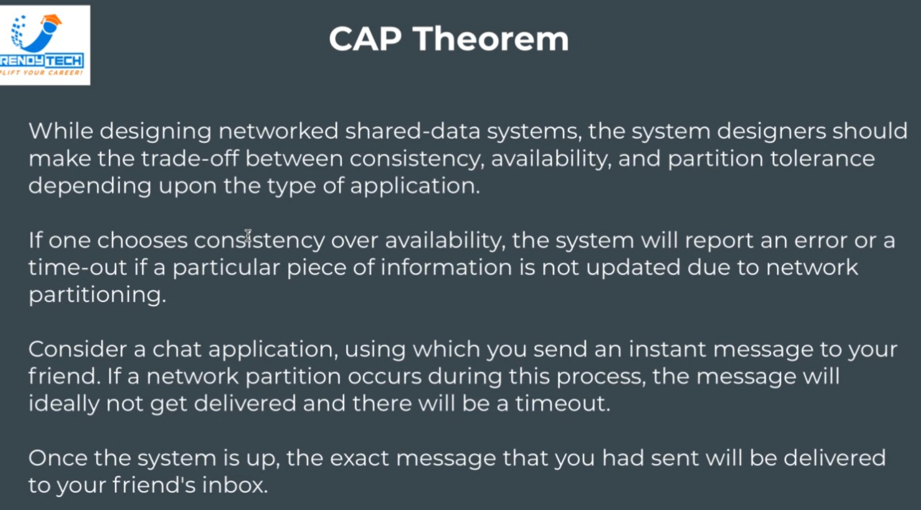 RENDYTECH
PLIFT YOUR CAREER!
CAP Theorem
While designing networked shared-data systems, the system designers should
make the trade-off between consistency, availability, and partition tolerance
depending upon the type of application.
If one chooses consistency over availability, the system will report an error or a
time-out if a particular piece of information is not updated due to network
partitioning.
Consider a chat application, using which you send an instant message to your
friend. If a network partition occurs during this process, the message will
ideally not get delivered and there will be a timeout.
Once the system is up, the exact message that you had sent will be delivered
to your friend's inbox.